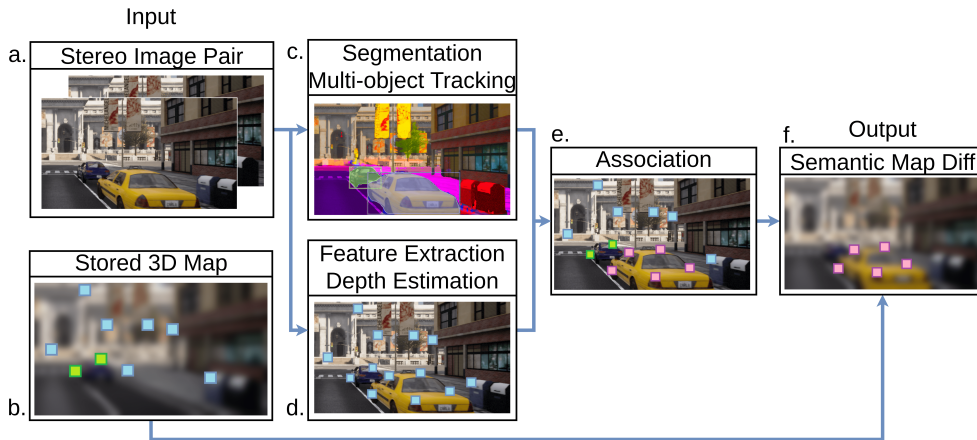 Input
a.
Stereo Image Pair
b.
Stored 3D Map
c.
Segmentation
Multi-object Tracking
d.
Feature Extraction
Depth Estimation
e.
Association
Output
f.
Semantic Map Diff